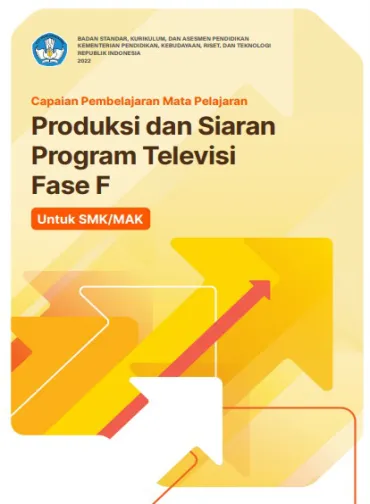 BADAN STANDAR, KURIKULUM, DAN ASESMEN PENDIDIKAN
KEMENTERIAN PENDIDIKAN, KEBUDAYAAN, RISET, DAN TEKNOLOGI
REPUBLIK INDONESIA
2022
Capaian Pembelajaran Mata Pelajaran
Produksi dan Siaran
Program Televisi
Fase F
Untuk SMK/MAK